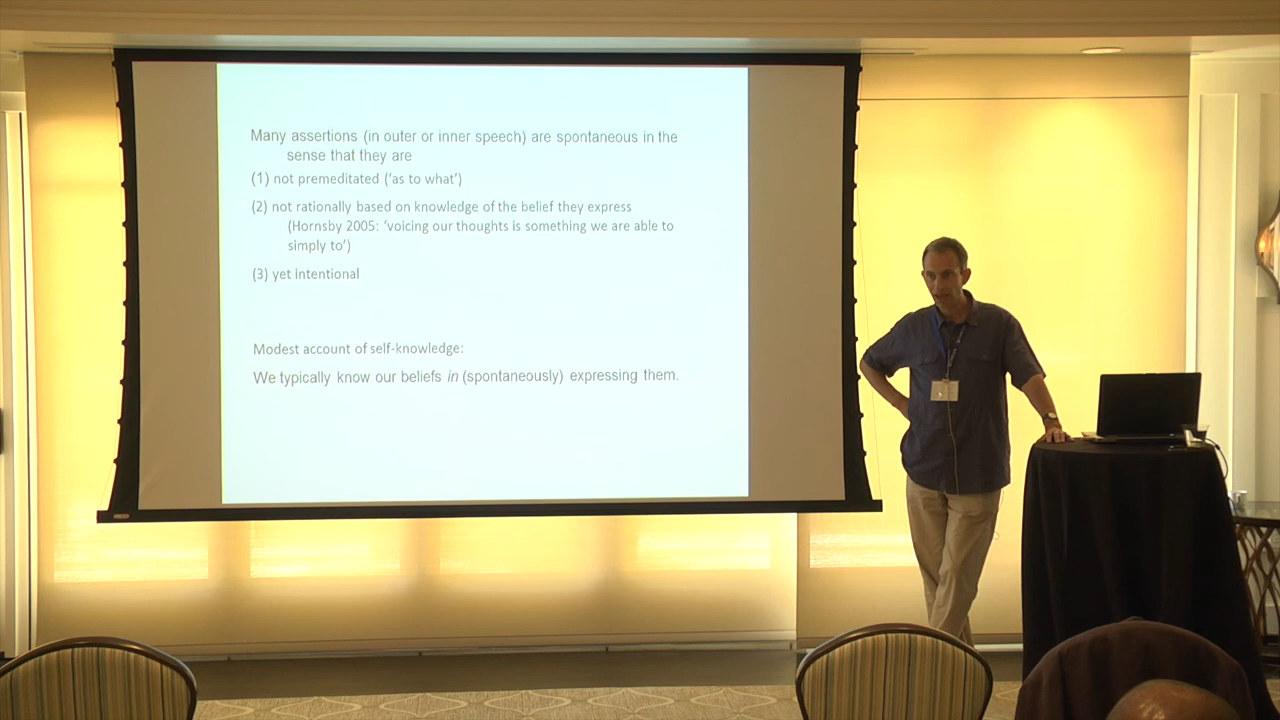 Many assertions (in outer or inner speech) are spontaneous in the
sense that they are
(1) not premeditated ('as to what')
(2) not rationally based on knowledge of the belief they express
(Hornsby 2005: 'voicing our thoughts is something we are able to
simply to')
(3) yet intentional
Modest account of self-knowledge:
We typically know our beliefs in (spontaneously) expressing them.